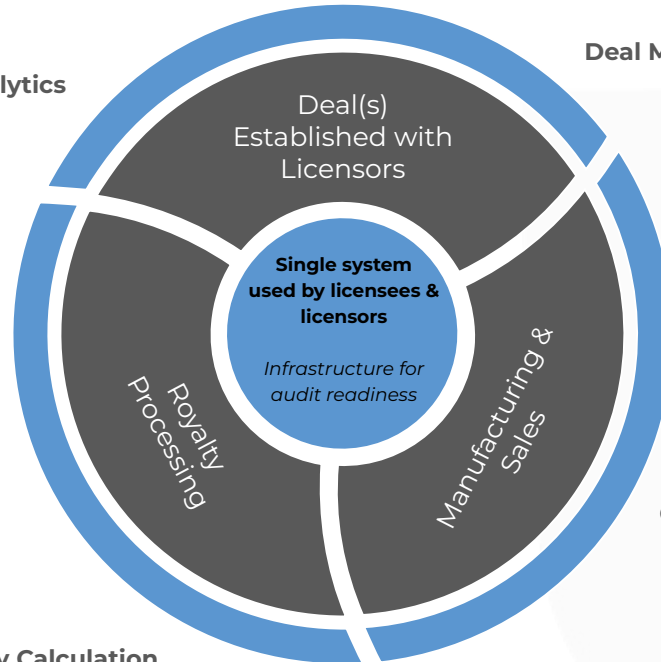 Deal M
lytics
Deal(s)
Established with
Licensors
Single system
used by licensees &
licensors
Infrastructure for
audit readiness
Royalty
Processing
Manufacturing &
Sales
y Calculation